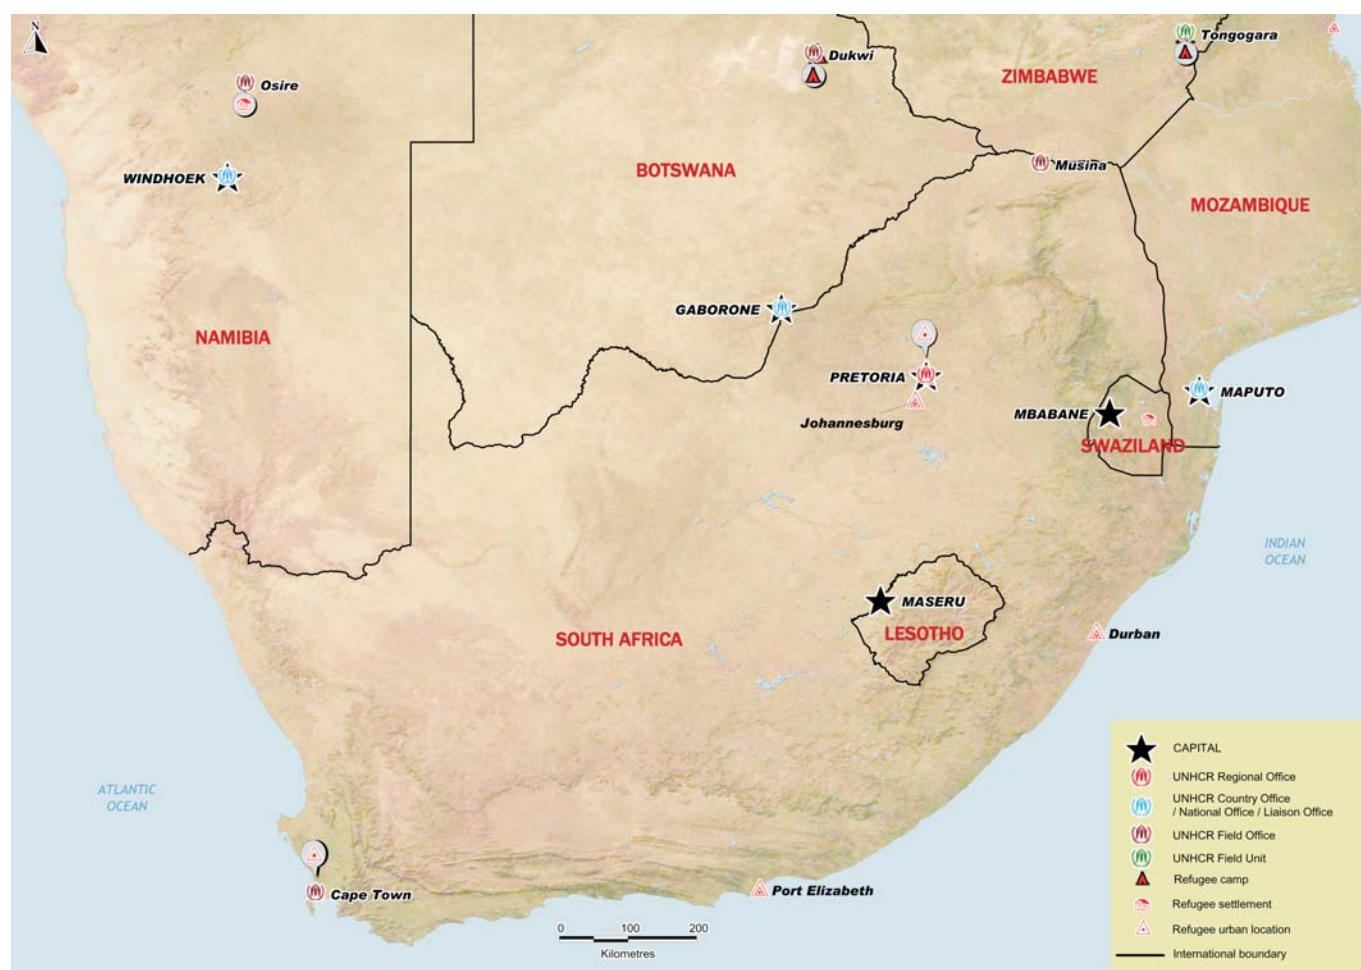 N
Tongogara
Dukwi
ZIMBABWE
Osire
Musina
BOTSWANA
WINDHOEK
MOZAMBIQUE
GABORONE
NAMIBIA
PRETORIA
MAPUTO
MBABANE
Johannesburg
SWAZILAND
INDIAN
OCEAN
MASERU
LESOTHO
SOUTH AFRICA
Durban
ATLANTIC
OCEAN
Port Elizabeth
Cape Town
0 100 200
Kilometres
CAPITAL
UNHCR Regional Office
UNHCR Country Office
/ National Office / Liaison Office
UNHCR Field Office
UNHCR Field Unit
Refugee camp
Refugee settlement
Refugee urban location
International boundary